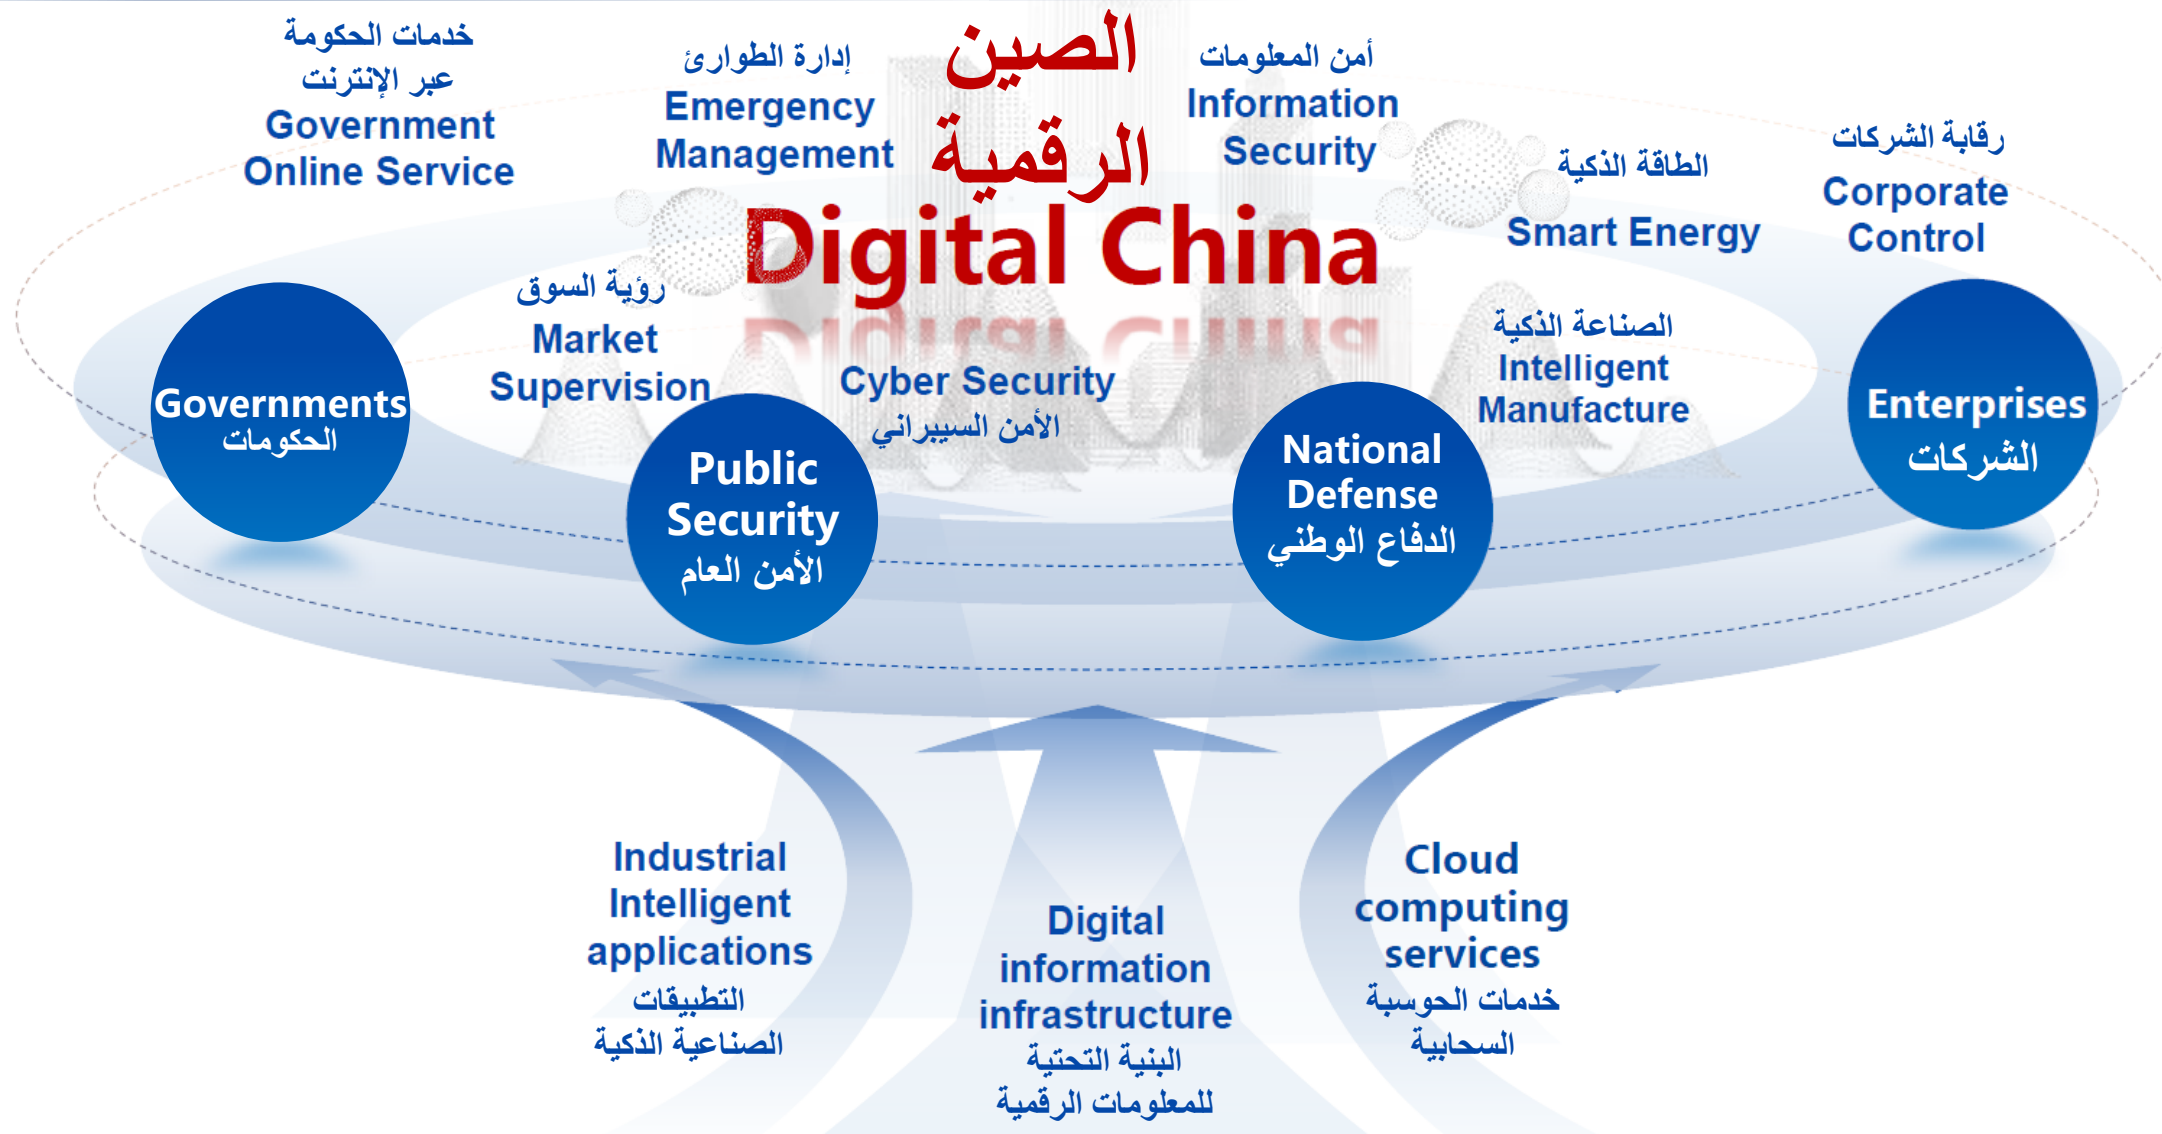 خدمات الحكومة
عبر الإنترنت
Government
Online Service
إدارة الطوارئ
Emergency
Management
الصين
الرقمية
Digital China
أمن المعلومات
Information
Security
الطاقة الذكية
Smart Energy
رقابة الشركات
Corporate
Control
رؤية السوق
Market
Supervision
Cyber Security
الأمن السيبراني
الصناعة الذكية
Intelligent
Manufacture
Governments
الحكومات
Public
Security
الأمن العام
National
Defense
الدفاع الوطني
Enterprises
الشركات
Industrial
Intelligent
applications
التطبيقات
الصناعية الذكية
Digital
information
infrastructure
البنية التحتية
للمعلومات الرقمية
Cloud
computing
services
خدمات الحوسبة
السحابية